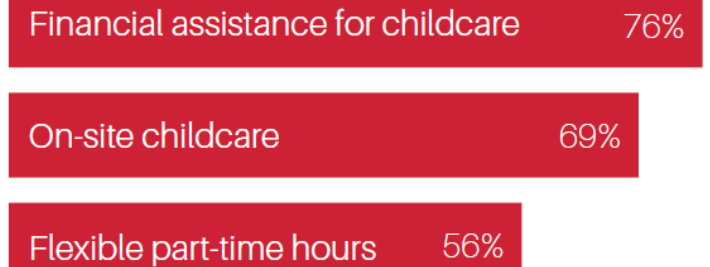 Financial assistance for childcare 76%
On-site childcare 69%
Flexible part-time hours 56%